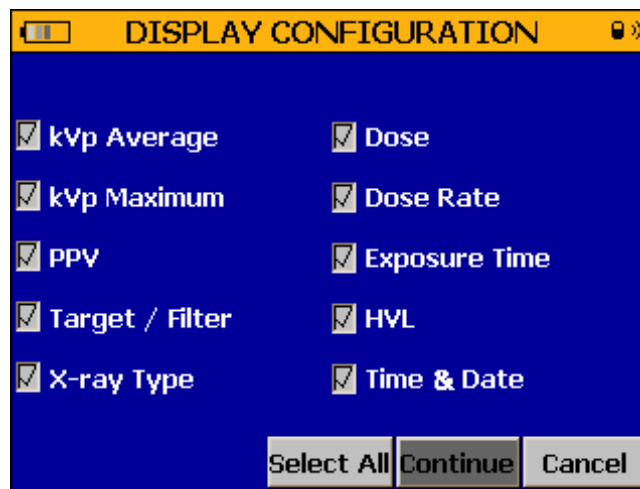 DISPLAY CONFIGURATION
kVp Average
Dose
kVp Maximum
Dose Rate
PPV
Exposure Time
Target / Filter
HVL
X-ray Type
Time & Date
Select All Continue Cancel